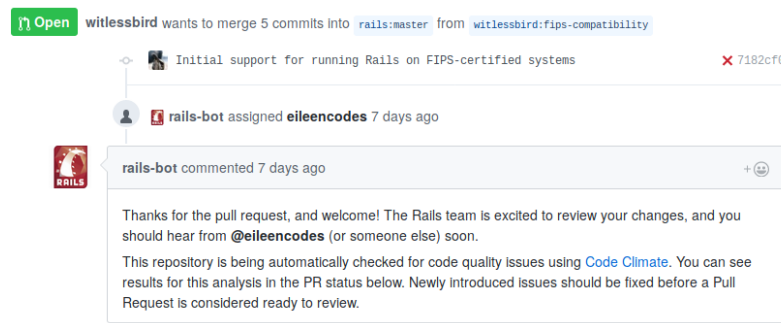 Open witlessbird wants to merge 5 commits into rails:master from witlessbird:fips-compatibility
Initial support for running Rails on FIPS-certified systems 7182cf0
rails-bot assigned eileencodes 7 days ago
rails-bot commented 7 days ago
RAILS
Thanks for the pull request, and welcome! The Rails team is excited to review your changes, and you
should hear from @eileencodes (or someone else) soon.
This repository is being automatically checked for code quality issues using Code Climate. You can see
results for this analysis in the PR status below. Newly introduced issues should be fixed before a Pull
Request is considered ready to review.